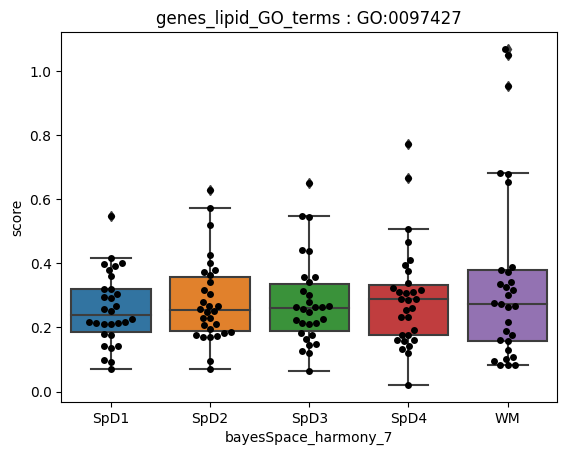 genes_lipid_GO_terms : GO:0097427
1.0
0.8
0.6
0.4
0.2
0.0
score
SpD1 SpD2 SpD3 SpD4 WM
bayesSpace_harmony_7